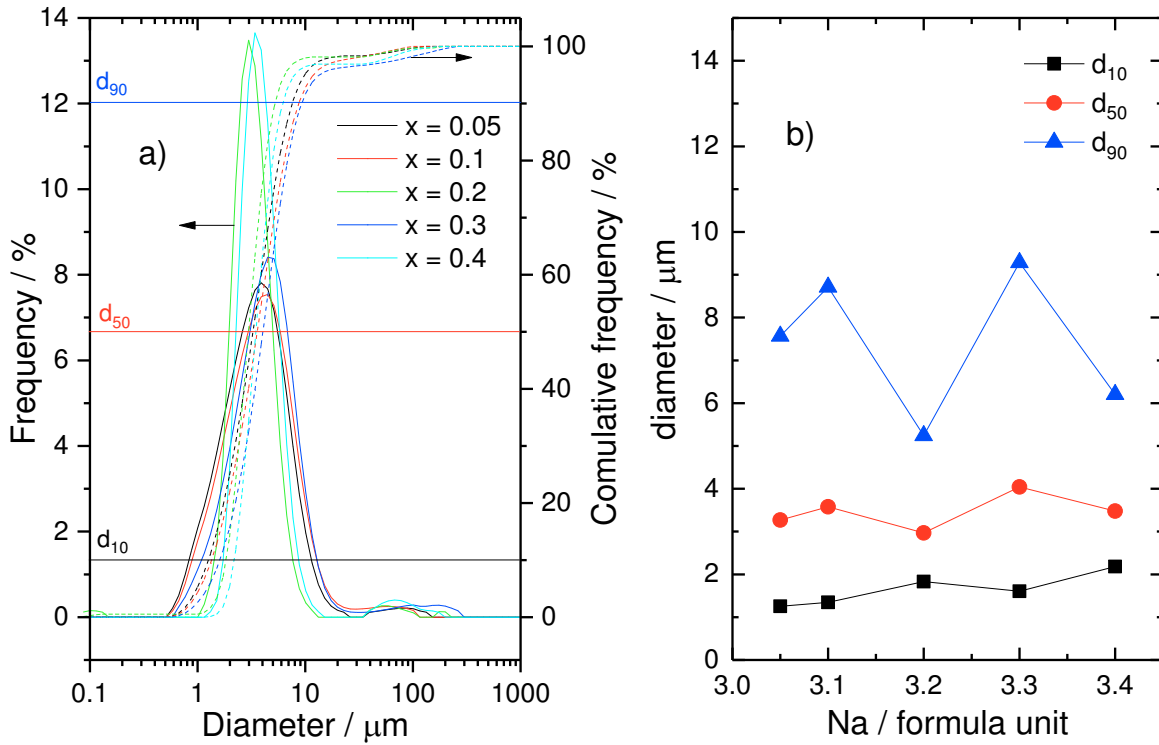 14
12
10
8
6
4
2
0
Frequency / %
d90
d50
d10
a)
x = 0.05
x = 0.1
x = 0.2
x = 0.3
x = 0.4
100
80
60
40
20
0
Comulative frequency / %
0.1 1 10 100 1000
Diameter / μm
14
12
10
8
6
4
2
0
diameter / μm
b)
d10
d50
d90
3.0 3.1 3.2 3.3 3.4
Na / formula unit